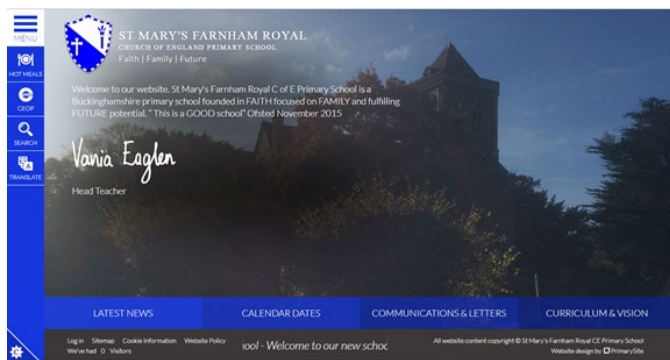 MENU
ST MARY'S FARNHAM ROYAL
CHURCH OF ENGLAND PRIMARY SCHOOL
Faith | Family | Future
HOT MEALS
CEOP
SEARCH
TRANSLATE
Welcome to our website. St Mary's Farnham Royal C of E Primary School is a
Buckinghamshire primary school founded in FAITH focused on FAMILY and fulfilling
FUTURE potential. "This is a GOOD school" Ofsted November 2015
Vania Eaglen
Head Teacher
LATEST NEWS
CALENDAR DATES
COMMUNICATIONS & LETTERS
CURRICULUM & VISION
Log in Sitemap Cookie Information Website Policy
We've had 0 Visitors
ool - Welcome to our new schoo
All website content copyright © St Mary's Farnham Royal CE Primary School
Website design by PrimarySite